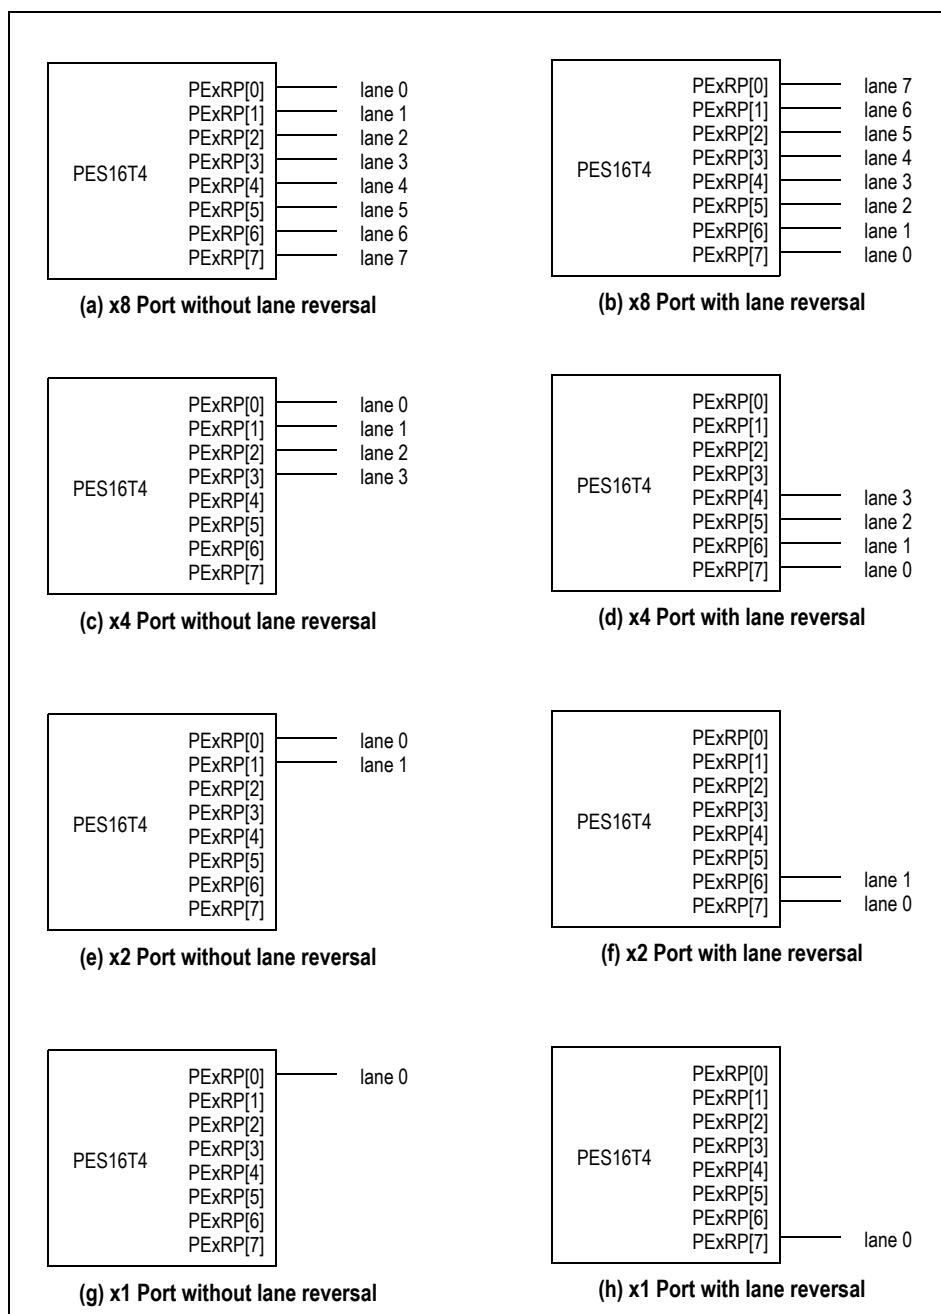 PExRP[0] lane 0
PExRP[1] lane 1
PExRP[2] lane 2
PExRP[3] lane 3
PES16T4
PExRP[4] lane 4
PExRP[5] lane 5
PExRP[6] lane 6
PExRP[7] lane 7
(a) x8 Port without lane reversal
PExRP[0] lane 7
PExRP[1] lane 6
PExRP[2] lane 5
PExRP[3] lane 4
PES16T4
PExRP[4] lane 3
PExRP[5] lane 2
PExRP[6] lane 1
PExRP[7] lane 0
(b) x8 Port with lane reversal
PExRP[0] lane 0
PExRP[1] lane 1
PExRP[2] lane 2
PExRP[3] lane 3
PES16T4
PExRP[4]
PExRP[5]
PExRP[6]
PExRP[7]
(c) x4 Port without lane reversal
PExRP[0]
PExRP[1]
PExRP[2]
PExRP[3]
PES16T4
PExRP[4] lane 3
PExRP[5] lane 2
PExRP[6] lane 1
PExRP[7] lane 0
(d) x4 Port with lane reversal
PExRP[0] lane 0
PExRP[1] lane 1
PExRP[2]
PExRP[3]
PES16T4
PExRP[4]
PExRP[5]
PExRP[6]
PExRP[7]
(e) x2 Port without lane reversal
PExRP[0]
PExRP[1]
PExRP[2]
PExRP[3]
PES16T4
PExRP[4]
PExRP[5]
PExRP[6] lane 1
PExRP[7] lane 0
(f) x2 Port with lane reversal
PExRP[0] lane 0
PExRP[1]
PExRP[2]
PExRP[3]
PES16T4
PExRP[4]
PExRP[5]
PExRP[6]
PExRP[7]
(g) x1 Port without lane reversal
PExRP[0]
PExRP[1]
PExRP[2]
PExRP[3]
PES16T4
PExRP[4]
PExRP[5]
PExRP[6]
PExRP[7] lane 0
(h) x1 Port with lane reversal